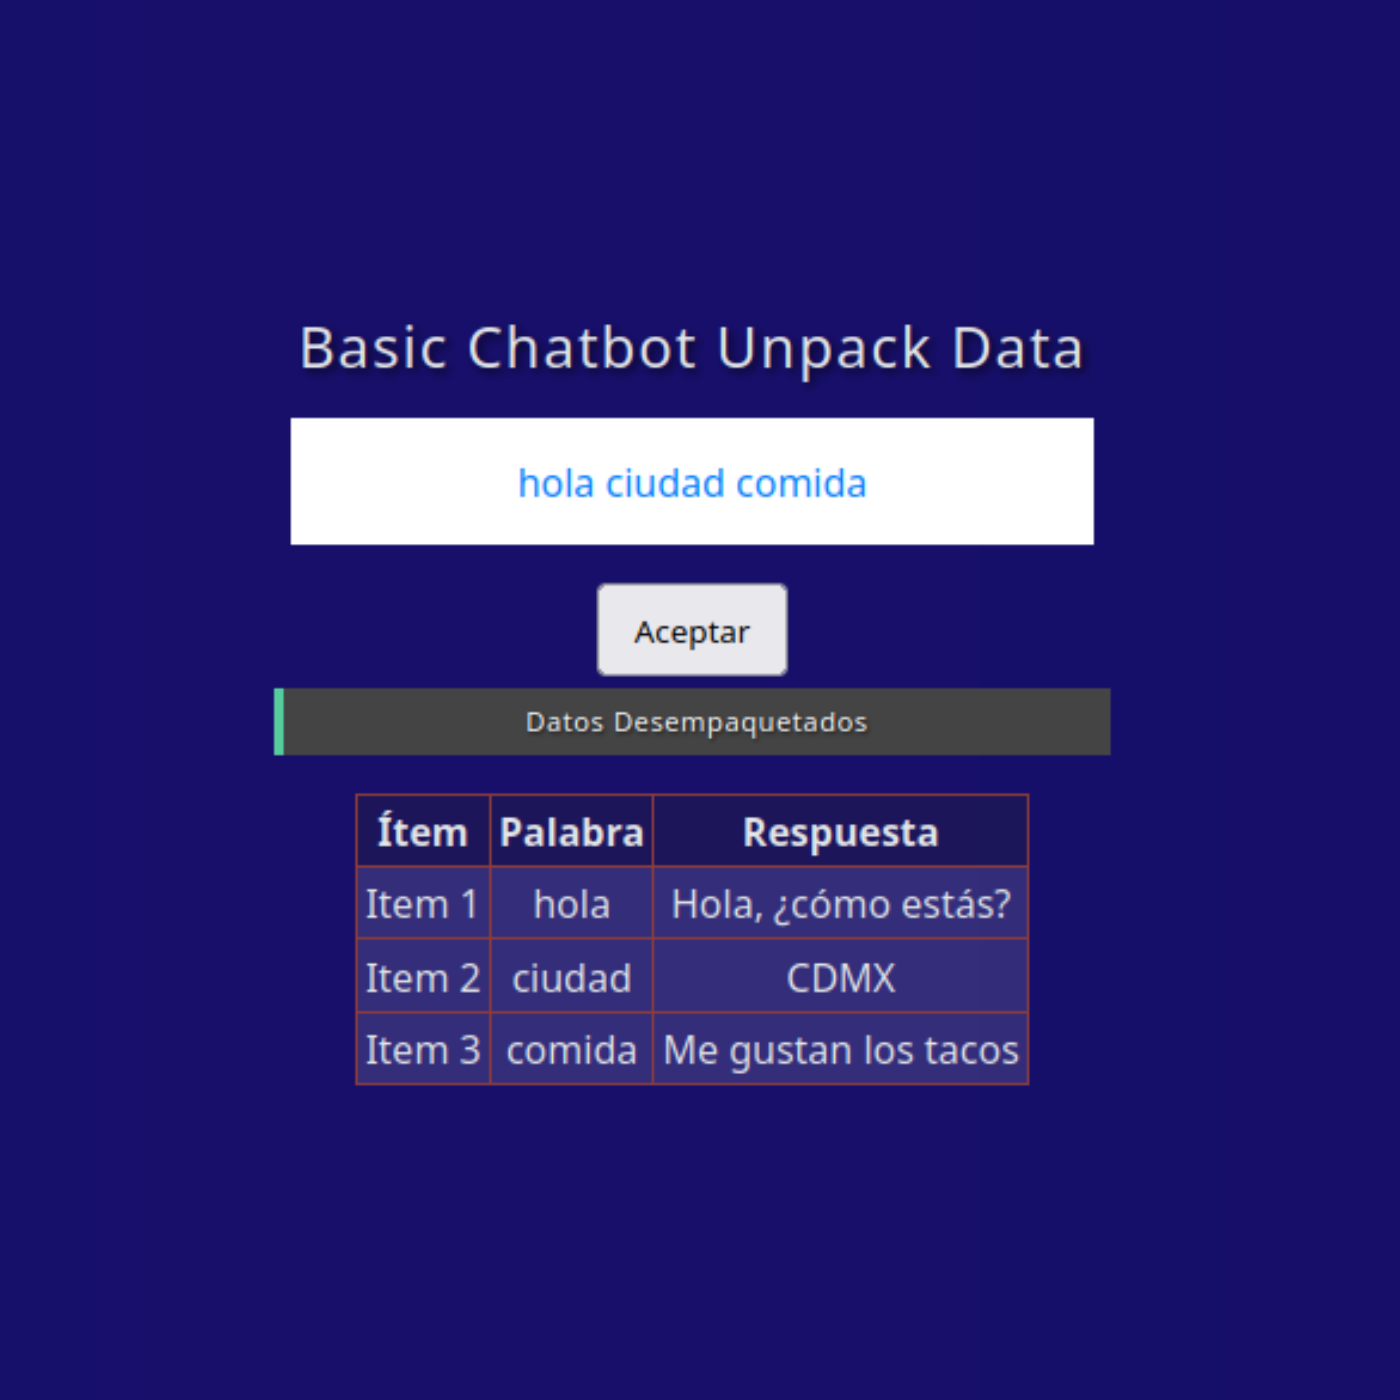 Basic Chatbot Unpack Data
hola ciudad comida
Aceptar
Datos Desempaquetados
Ítem Palabra Respuesta
Item 1 hola Hola, ¿cómo estás?
Item 2 ciudad CDMX
Item 3 comida Me gustan los tacos